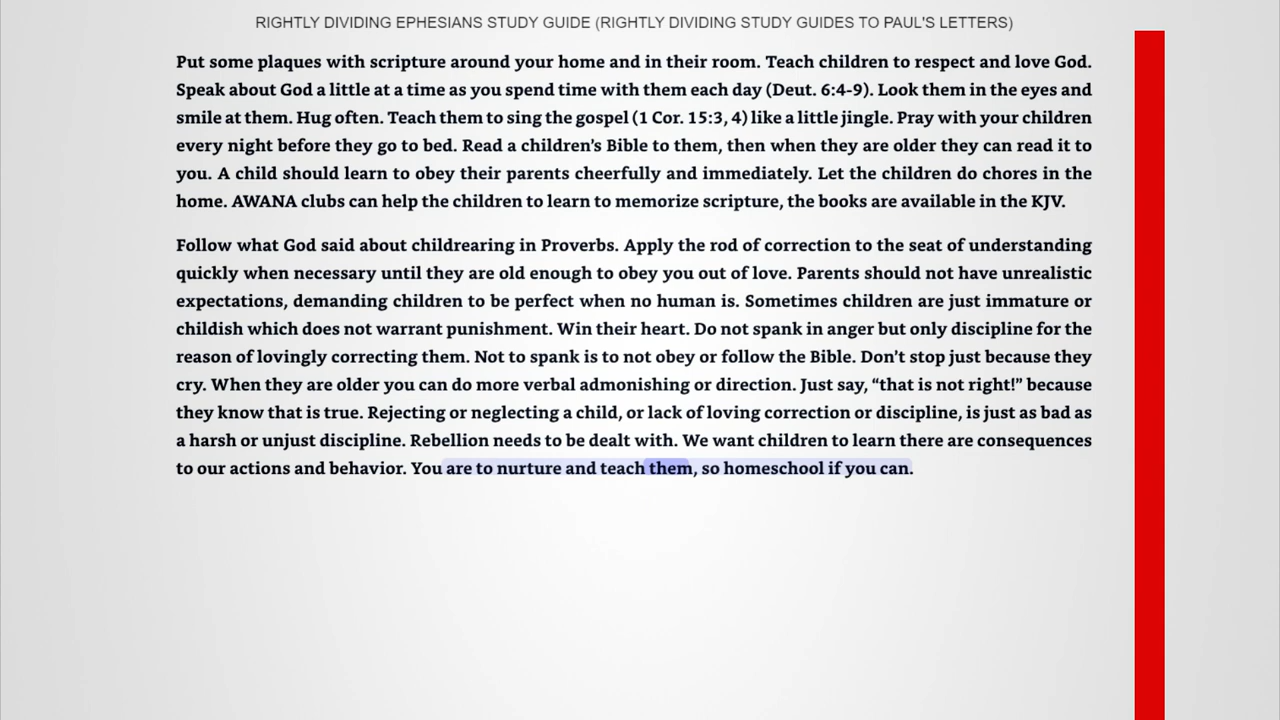 RIGHTLY DIVIDING EPHESIANS STUDY GUIDE (RIGHTLY DIVIDING STUDY GUIDES TO PAUL'S LETTERS)
Put some plaques with scripture around your home and in their room. Teach children to respect and love God.
Speak about God a little at a time as you spend time with them each day (Deut. 6:4-9). Look them in the eyes and
smile at them. Hug often. Teach them to sing the gospel (1 Cor. 15:3, 4) like a little jingle. Pray with your children
every night before they go to bed. Read a children’s Bible to them, then when they are older they can read it to
you. A child should learn to obey their parents cheerfully and immediately. Let the children do chores in the
home. AWANA clubs can help the children to learn to memorize scripture, the books are available in the KJV.
Follow what God said about childrearing in Proverbs. Apply the rod of correction to the seat of understanding
quickly when necessary until they are old enough to obey you out of love. Parents should not have unrealistic
expectations, demanding children to be perfect when no human is. Sometimes children are just immature or
childish which does not warrant punishment. Win their heart. Do not spank in anger but only discipline for the
reason of lovingly correcting them. Not to spank is to not obey or follow the Bible. Don’t stop just because they
cry. When they are older you can do more verbal admonishing or direction. Just say, “that is not right!” because
they know that is true. Rejecting or neglecting a child, or lack of loving correction or discipline, is just as bad as
a harsh or unjust discipline. Rebellion needs to be dealt with. We want children to learn there are consequences
to our actions and behavior. You are to nurture and teach them, so homeschool if you can.